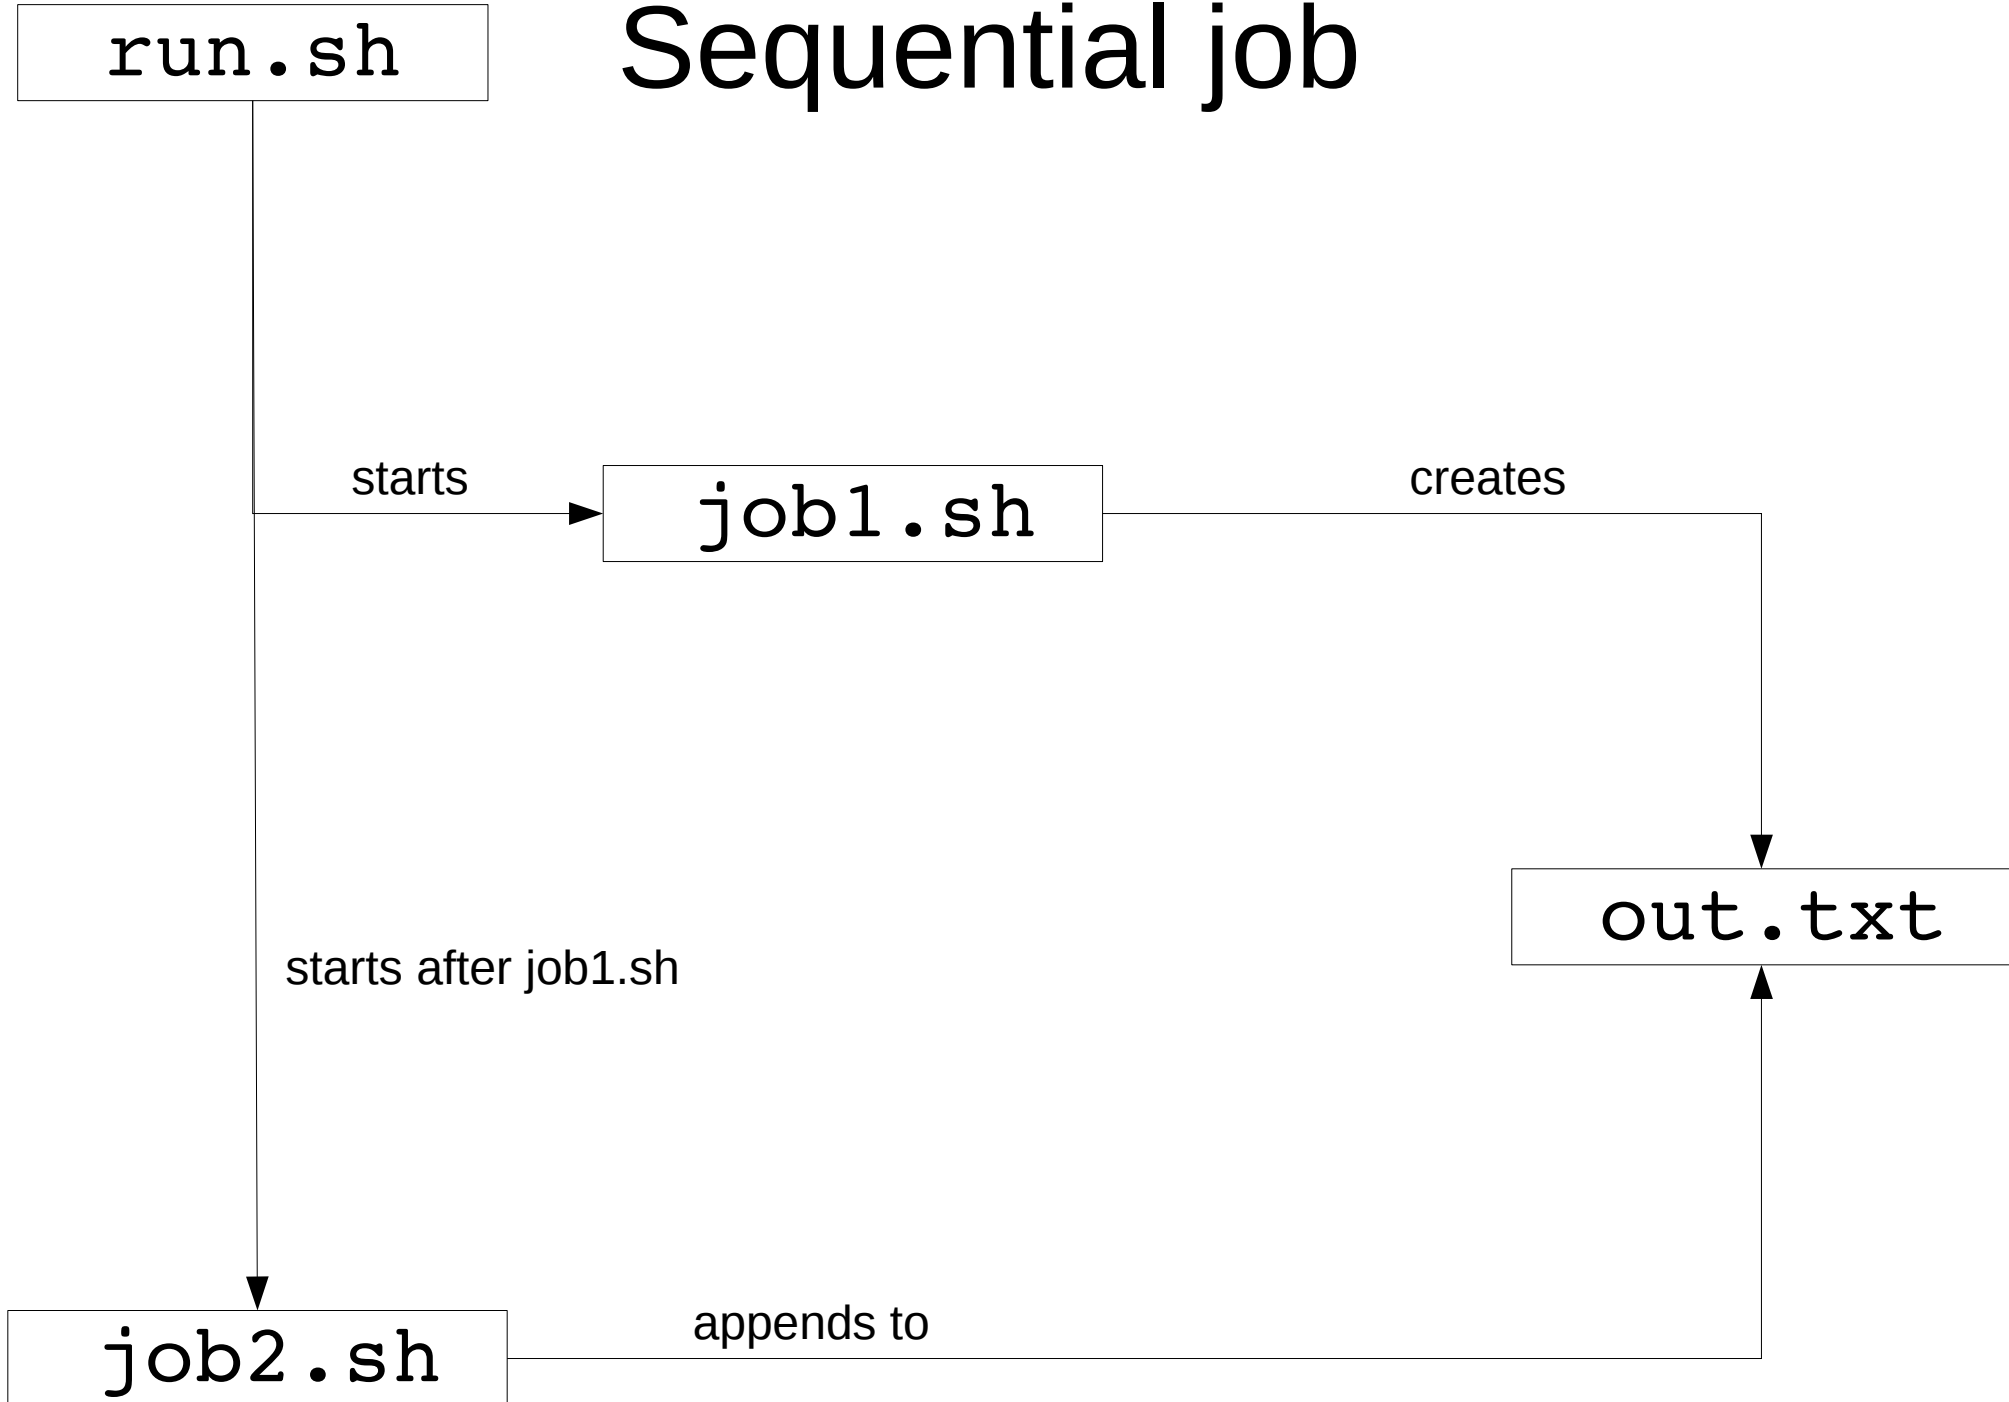 run.sh
Sequential job
starts
job1.sh
creates
out.txt
starts after job1.sh
appends to
job2.sh